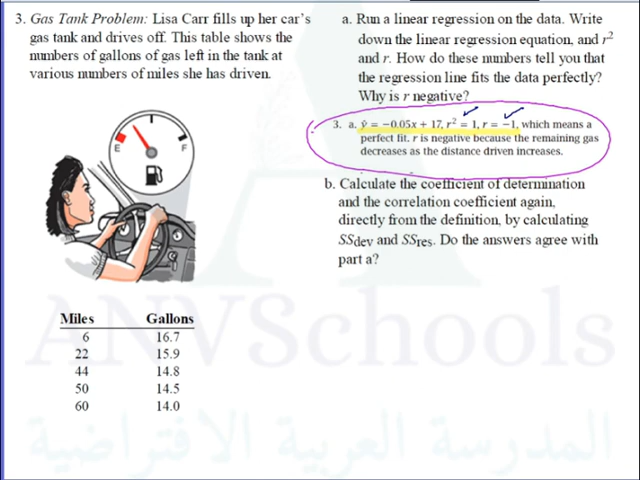 3. Gas Tank Problem: Lisa Carr fills up her car's
gas tank and drives off. This table shows the
numbers of gallons of gas left in the tank at
various numbers of miles she has driven.
E
F
Miles Gallons
6 16.7
22 15.9
44 14.8
50 14.5
60 14.0
a. Run a linear regression on the data. Write
down the linear regression equation, and r²
and r. How do these numbers tell you that
the regression line fits the data perfectly?
Why is r negative?
3. a. ŷ = −0.05x + 17, r² = 1, r = −1, which means a
perfect fit. r is negative because the remaining gas
decreases as the distance driven increases.
b. Calculate the coefficient of determination
and the correlation coefficient again,
directly from the definition, by calculating
SSdev and SSres. Do the answers agree with
part a?
ANVSchools
المدرسة العربية الافتراضية